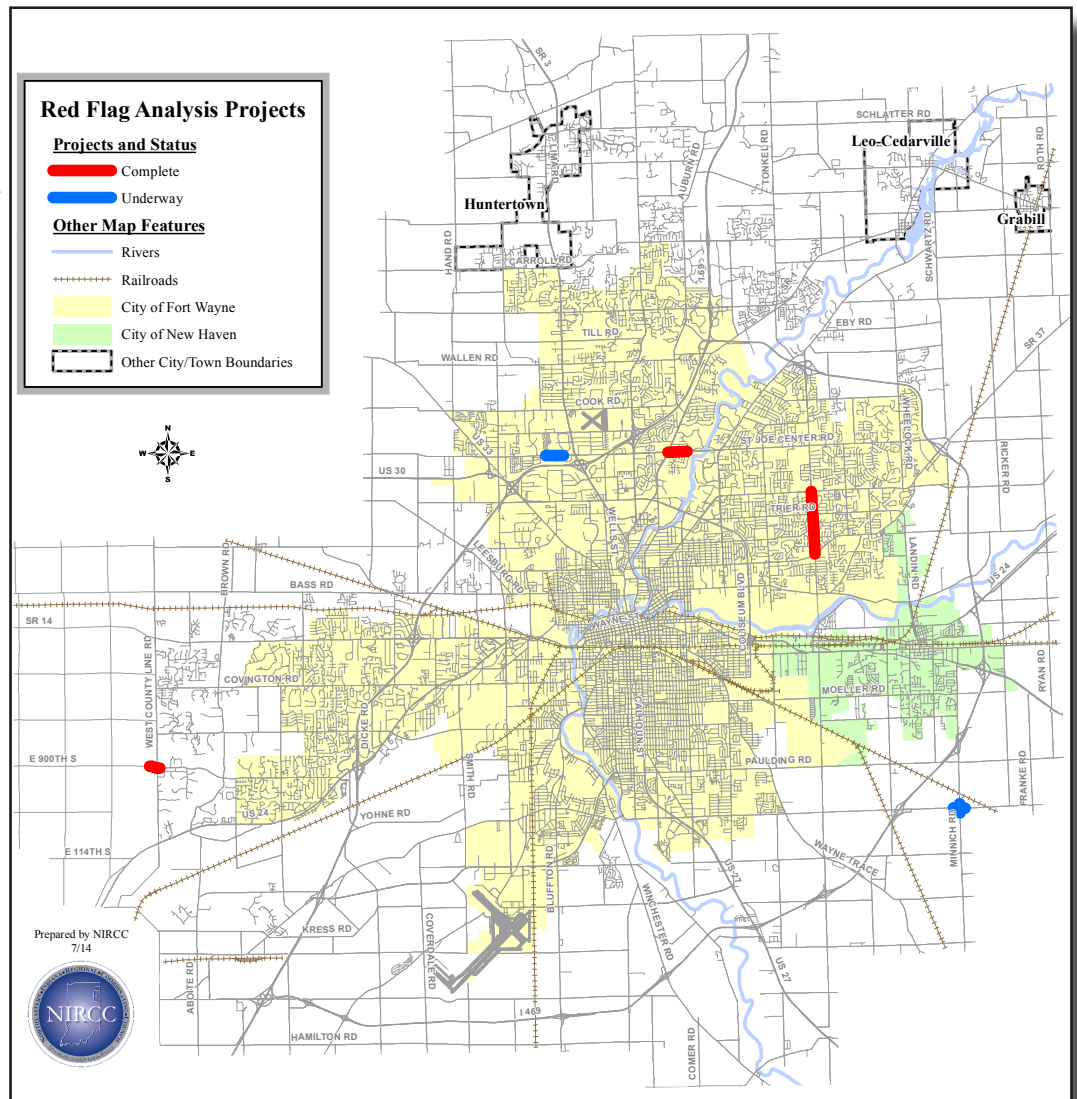 Red Flag Analysis Projects
Projects and Status
Complete
Underway
Other Map Features
Rivers
Railroads
City of Fort Wayne
City of New Haven
Other City/Town Boundaries
N
W
E
S
SR 3
LIMA RD
AUBURN RD
TONKEL RD
SCHLATTER RD
Leo-Cedarville
ROTH RD
Huntertown
Grabill
HAND RD
CARROLL RD
I 69
SCHWARTZ RD
TILL RD
EBY RD
SR 37
WALLEN RD
COOK RD
WHEELOCK RD
US 33
ST JOE CENTER RD
RICKER RD
US 30
WELLS ST
TRIER RD
LEESBURG RD
LANDIN RD
US 24
BROWN RD
BASS RD
COLISEUM BLVD
SR 14
WAYNE ST
WEST COUNTY LINE RD
COVINGTON RD
MOELLER RD
RYAN RD
DICKE RD
CALHOUN ST
E 900TH S
SMITH RD
PAULDING RD
FRANKE RD
US 24
YOHNE RD
MINNICH RD
E 114TH S
WAYNE TRACE
US 27
BLUFFTON RD
WINCHESTER RD
COVERDALE RD
KRESS RD
Prepared by NIRCC
7/14
ABOITE RD
US 27
NIRCC
I 469
HAMILTON RD
COMER RD